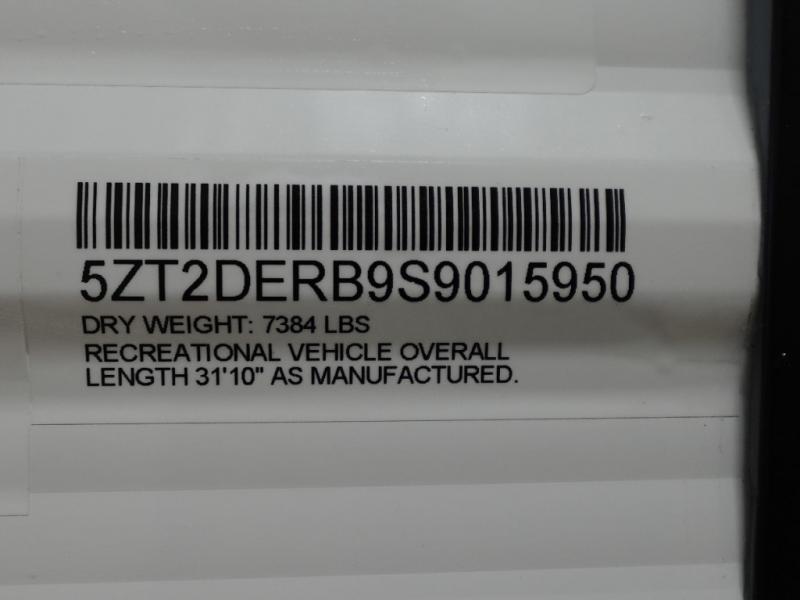 5ZT2DERB9S9015950
DRY WEIGHT: 7384 LBS
RECREATIONAL VEHICLE OVERALL
LENGTH 31'10" AS MANUFACTURED.